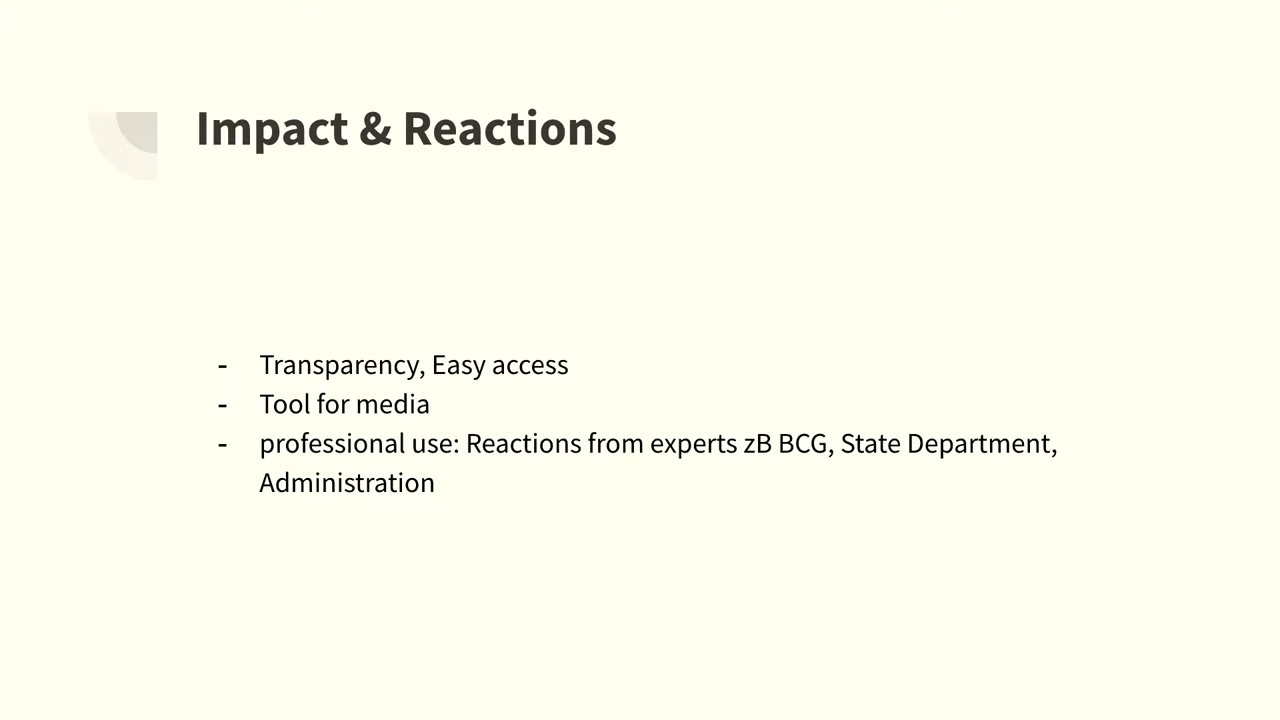 Impact & Reactions
- Transparency, Easy access
- Tool for media
- professional use: Reactions from experts zB BCG, State Department,
Administration